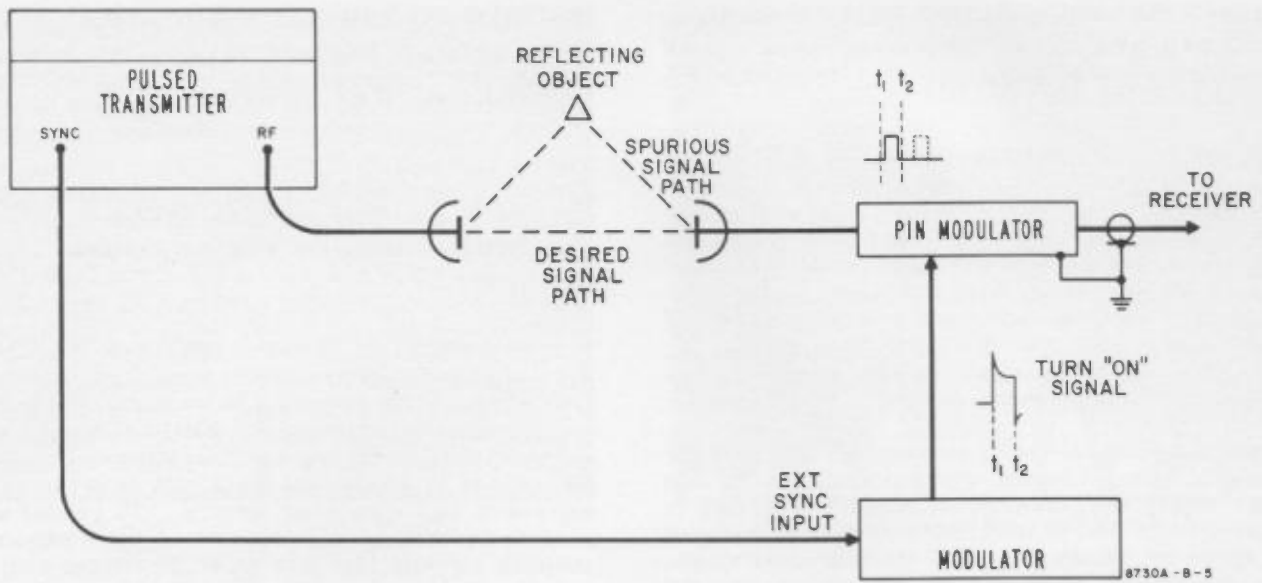 PULSED
TRANSMITTER
SYNC
RF
REFLECTING
OBJECT
SPURIOUS
SIGNAL
PATH
DESIRED
SIGNAL
PATH
t₁ t₂
PIN MODULATOR
TO
RECEIVER
TURN "ON"
SIGNAL
t₁ t₂
EXT
SYNC
INPUT
MODULATOR
8730A-B-5